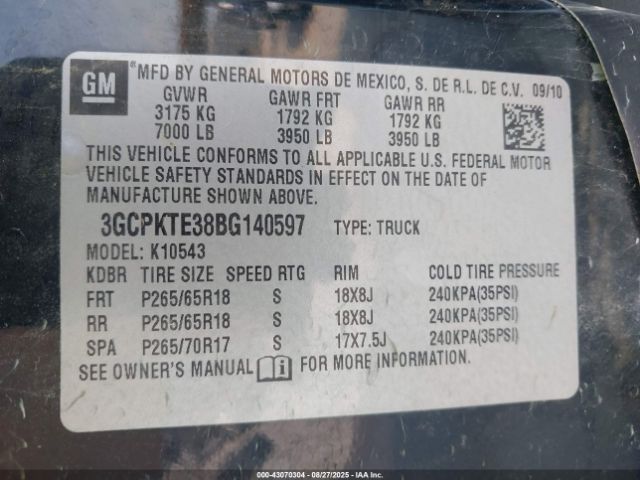 GM
MFD BY GENERAL MOTORS DE MEXICO, S. DE R.L. DE C.V. 09/10
GVWR GAWR FRT GAWR RR
3175 KG 1792 KG 1792 KG
7000 LB 3950 LB 3950 LB
THIS VEHICLE CONFORMS TO ALL APPLICABLE U.S. FEDERAL MOTOR
VEHICLE SAFETY STANDARDS IN EFFECT ON THE DATE OF
MANUFACTURE SHOWN ABOVE.
3GCPKTE38BG140597 TYPE: TRUCK
MODEL: K10543
KDBR TIRE SIZE SPEED RTG RIM COLD TIRE PRESSURE
FRT P265/65R18 S 18X8J 240KPA(35PSI)
RR P265/65R18 S 18X8J 240KPA(35PSI)
SPA P265/70R17 S 17X7.5J 240KPA(35PSI)
SEE OWNER'S MANUAL FOR MORE INFORMATION.
000-43070304 - 08/27/2025 - IAAI.COM